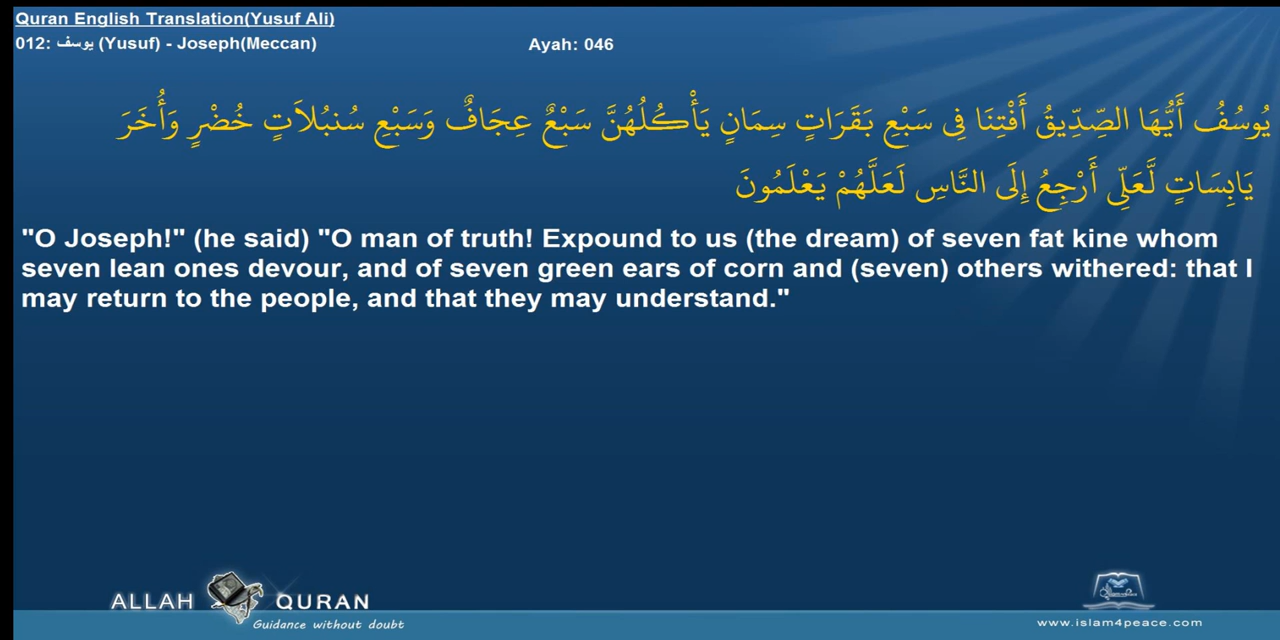 Quran English Translation(Yusuf Ali)
012: يوسف (Yusuf) - Joseph(Meccan)
Ayah: 046
يُوسُفُ أَيُّهَا الصِّدِّيقُ أَفْتِنَا فِي سَبْعِ بَقَرَاتٍ سِمَانٍ يَأْكُلُهُنَّ سَبْعٌ عِجَافٌ وَسَبْعِ سُنبُلَاتٍ خُضْرٍ وَأُخَرَ
يَابِسَاتٍ لَّعَلِّي أَرْجِعُ إِلَى النَّاسِ لَعَلَّهُمْ يَعْلَمُونَ
"O Joseph!" (he said) "O man of truth! Expound to us (the dream) of seven fat kine whom
seven lean ones devour, and of seven green ears of corn and (seven) others withered: that I
may return to the people, and that they may understand."
ALLAH QURAN
Guidance without doubt
www.islam4peace.com